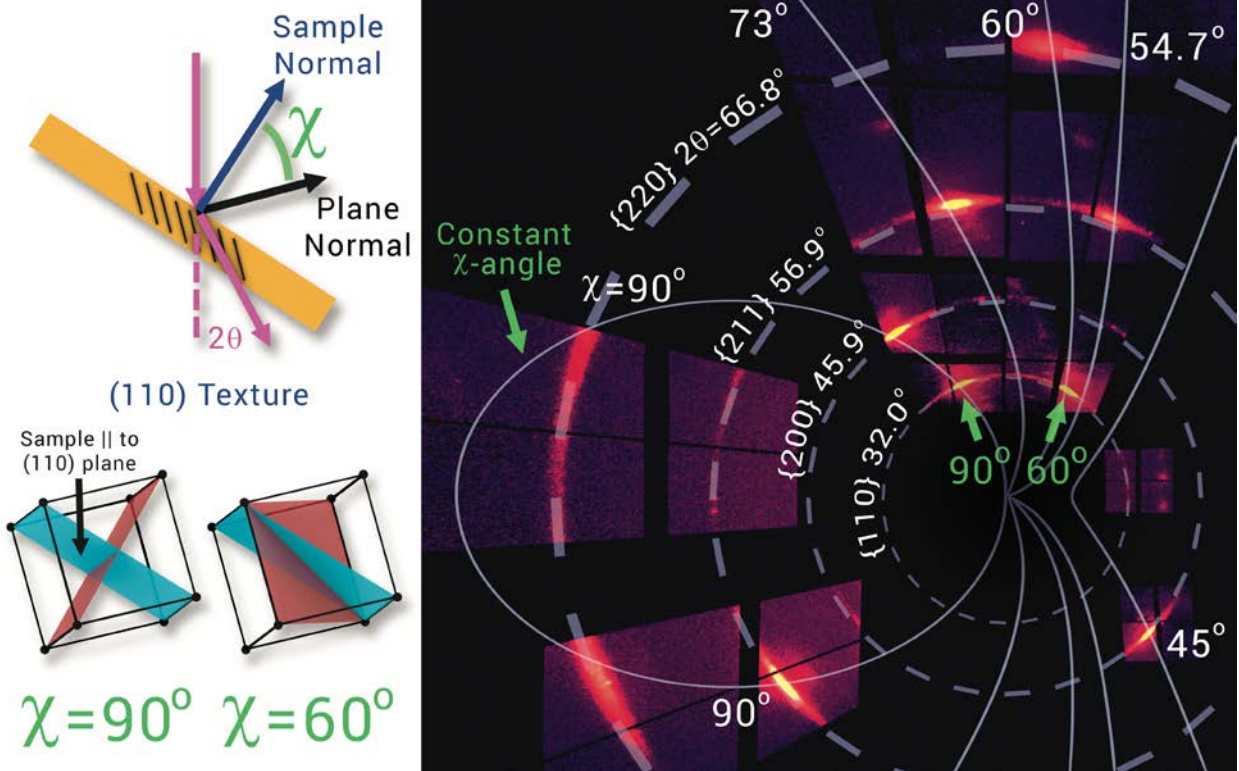 Sample
Normal
χ
Plane
Normal
2θ
(110) Texture
Sample || to
(110) plane
χ=90°
χ=60°
73°
60°
54.7°
{220} 2θ=66.8°
Constant
χ-angle
χ=90°
{211} 56.9°
{200} 45.9°
{110} 32.0°
90°
60°
45°
90°